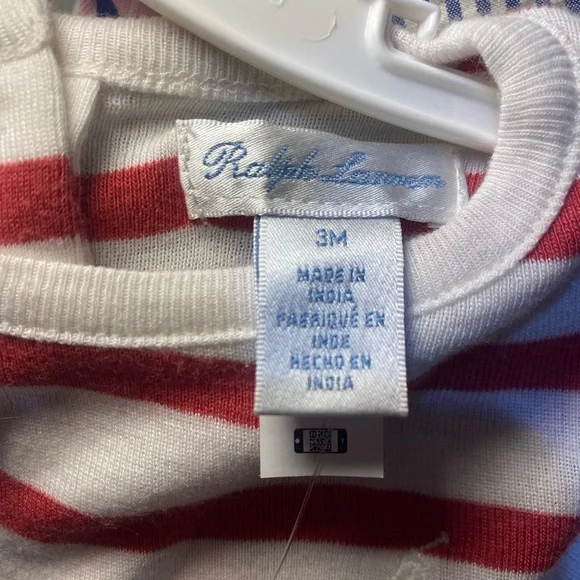 Ralph Lauren
3M
MADE IN
INDIA
FABRIQUÉ EN
INDE
HECHO EN
INDIA